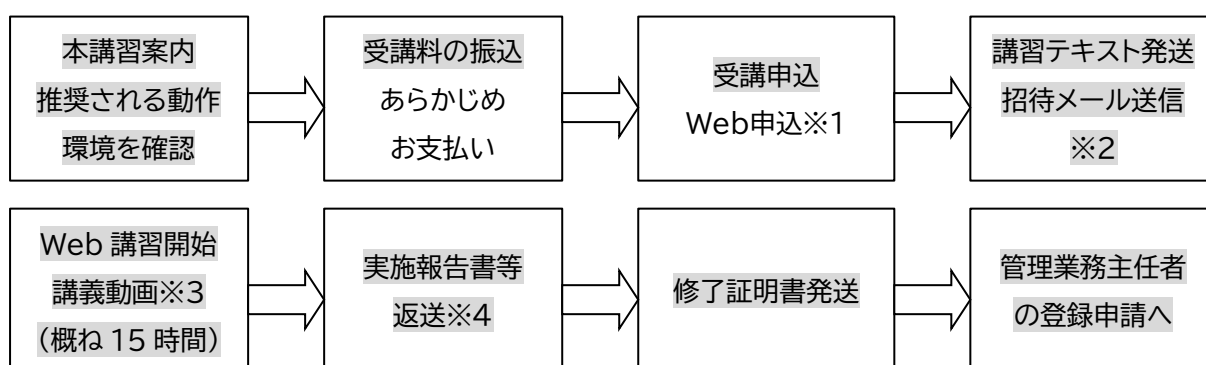 本講習案内
推奨される動作
環境を確認
受講料の振込
あらかじめ
お支払い
受講申込
Web申込※1
講習テキスト発送
招待メール送信
※2
Web 講習開始
講義動画※3
(概ね 15 時間)
実施報告書等
返送※4
修了証明書発送
管理業務主任者
の登録申請へ